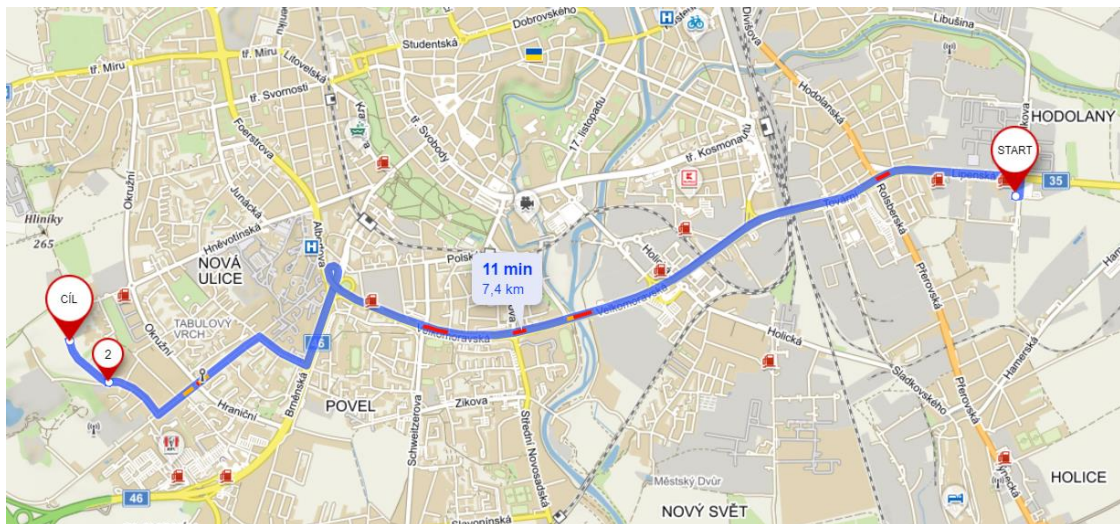 Dobrovského
Divišova
Libušina
H
Studentská
Litovelská
tř. Míru
tř. Míru
Hodolanská
HODOLANY
tř. Svornosti
17. listopadu
START
tř. Svobody
Foerstrova
tř. Kosmonautů
35
Lipenská
Okružní
Junácká
Tovární
Rolsberská
Hliníky
265
Hněvotínská
Albertova
H
NOVÁ
ULICE
Polsk
11 min
7,4 km
Holická
Přerovská
CÍL
Velkomoravská
TABULOVÝ
VRCH
Okružní
Velkomoravská
46
2
Holická
Hamerská
Sladkovského
Přerovská
Brněnská
Hraniční
POVEL
Zikova
Schweitzerova
Střední Novosadská
HOLICE
Městský Dvůr
46
NOVÝ SVĚT
Slavonínská